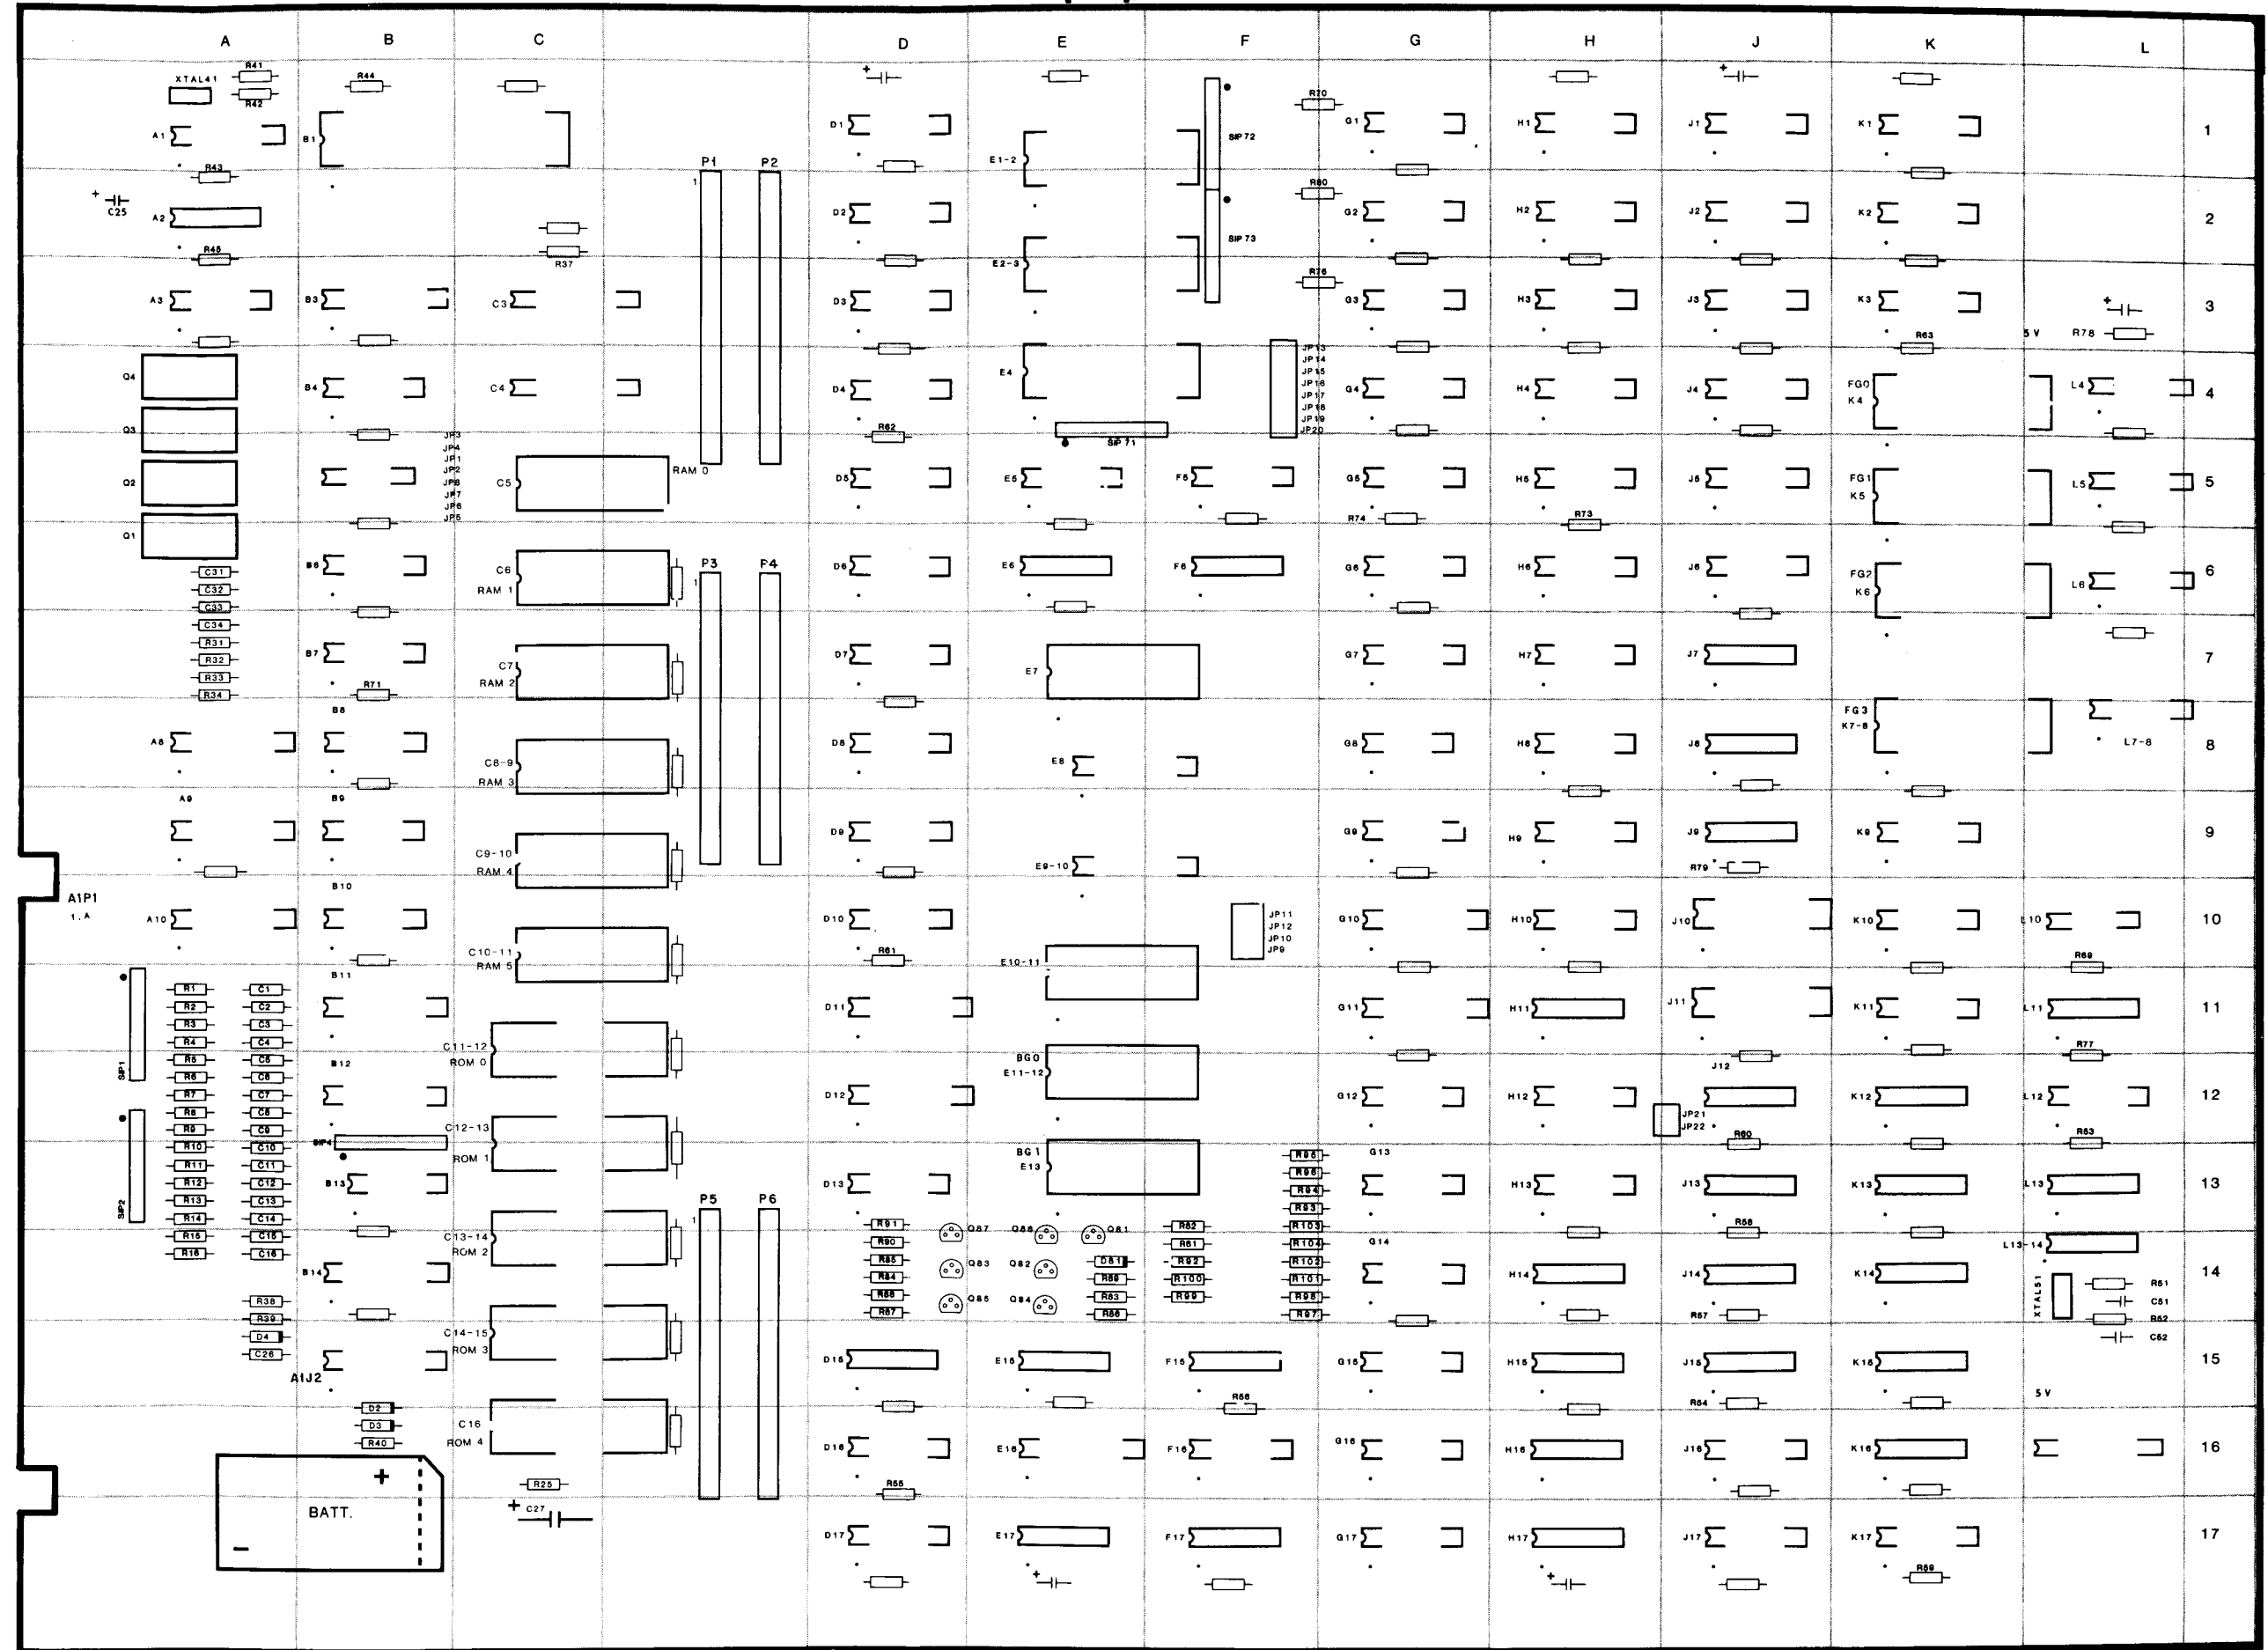 A B C D E F G H J K L
XTAL41 R41 R44
R42 R70
A1 B1 D1 SIP 72 G1 H1 J1 K1 1
R43 P1 P2 E1-2
+ C25 1 R80
A2 D2 G2 H2 J2 K2 2
R45 R37 E2-3 SIP 73
R76
A3 B3 C3 D3 G3 H3 J3 K3 + 3
R63 5 V R78
Q4 B4 C4 D4 E4 G4 H4 J4 FG0 K4 L4 4
JP13
JP14
JP15
JP16
JP17
JP18
JP19
JP20
Q3 R62 SIP 71
JP3
JP4
JP1
JP2
JP8
JP7
JP6
JP5
Q2 C5 RAM 0 D5 E5 F5 G5 H5 J5 FG1 K5 L5 5
R74 R73
Q1
B6 C6 RAM 1 P3 P4 D6 E6 F6 G6 H6 J6 FG2 K6 L6 6
1
C31
C32
C33
C34
R31
R32
R33
R34
B7 C7 RAM 2 D7 E7 G7 H7 J7 7
R71
B8
A8 C8-9 RAM 3 D8 E8 G8 H8 J8 FG3 K7-8 L7-8 8
A9 B9
C9-10 RAM 4 D9 E9-10 G9 H9 J9 K9 9
R79
A1P1
1. A
B10
A10 C10-11 RAM 5 D10 G10 H10 J10 K10 L10 10
JP11
JP12
JP10
JP9
R61 E10-11 R69
B11
SIP1
R1 C1
R2 C2
R3 C3
R4 C4
R5 C5
R6 C6
R7 C7
R8 C8
R9 C9
R10 C10
R11 C11
R12 C12
R13 C13
R14 C14
R15 C15
R16 C16
SIP2
C11-12 ROM 0 D11 G11 H11 J11 K11 L11 11
B12 BG0 E11-12 J12 R77
D12 G12 H12 JP21 JP22 K12 L12 12
SIP4 C12-13 ROM 1 R60 R53
B13 D13 BG1 E13 G13 H13 J13 K13 L13 13
R95
R96
R94
R93
R103
R104
R102
R101
R98
R97
P5 P6
1
C13-14 ROM 2
R91 Q87 Q86 Q81 R82 R58
R90 R81 G14 L13-14
R85 Q83 Q82 D81 R92
B14 R84 R89 R100 H14 J14 K14 14
R88 Q85 Q84 R83 R99
R87 R86 R57
XTAL51
R51
C51
R52
C52
R38
R39
D4
C26
C14-15 ROM 3 D15 E15 F15 G15 H15 J15 K15 15
A1J2
5 V
D2
D3
R40
R56 R54
C16 ROM 4 D16 E16 F16 G16 H16 J16 K16 16
+
R25 R55
BATT.
-
+ C27
D17 E17 F17 G17 H17 J17 K17 17
+ + R59